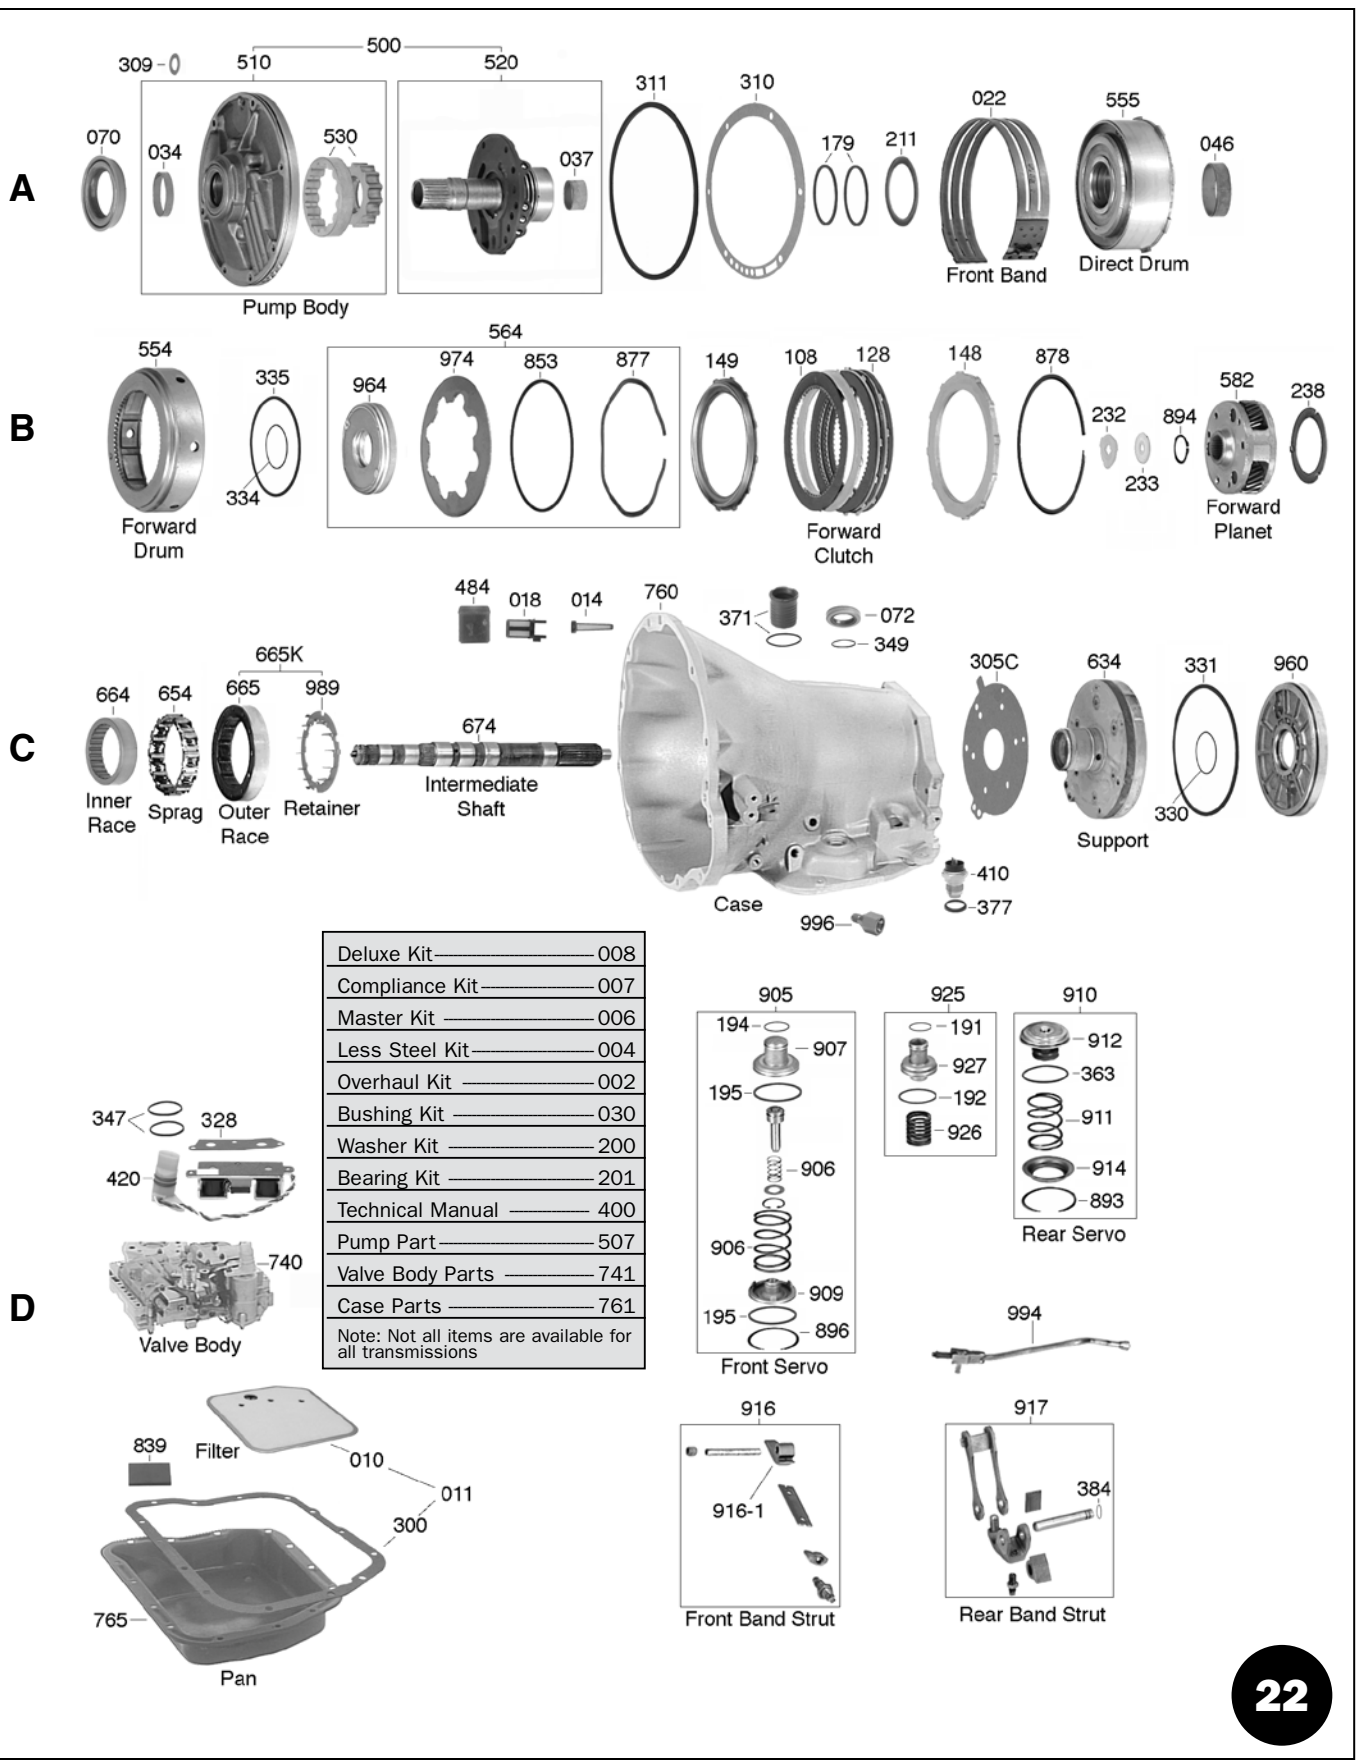 500
309
510
520
311
310
022
555
070
034
530
037
179
211
046
A
Front Band
Direct Drum
Pump Body
564
554
335
974
853
877
149
108
128
148
878
582
238
964
232
894
B
334
233
Forward
Drum
Forward
Clutch
Forward
Planet
484
018
014
760
371
072
349
665K
664
654
665
989
674
305C
634
331
960
C
Inner
Race
Sprag
Outer
Race
Retainer
Intermediate
Shaft
330
Support
Case
410
377
996
Deluxe Kit 008
Compliance Kit 007
Master Kit 006
Less Steel Kit 004
Overhaul Kit 002
Bushing Kit 030
Washer Kit 200
Bearing Kit 201
Technical Manual 400
Pump Part 507
Valve Body Parts 741
Case Parts 761
Note: Not all items are available for
all transmissions
905
194
907
195
906
906
909
195
896
Front Servo
925
191
927
192
926
910
912
363
911
914
893
Rear Servo
347
328
420
740
D
Valve Body
994
839
Filter
010
011
300
765
Pan
916
916-1
Front Band Strut
917
384
Rear Band Strut
22